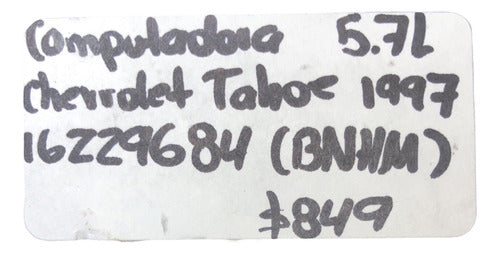 Computadora 5.7L
Chevrolet Tahoe 1997
16229684 (BNHM)
$849